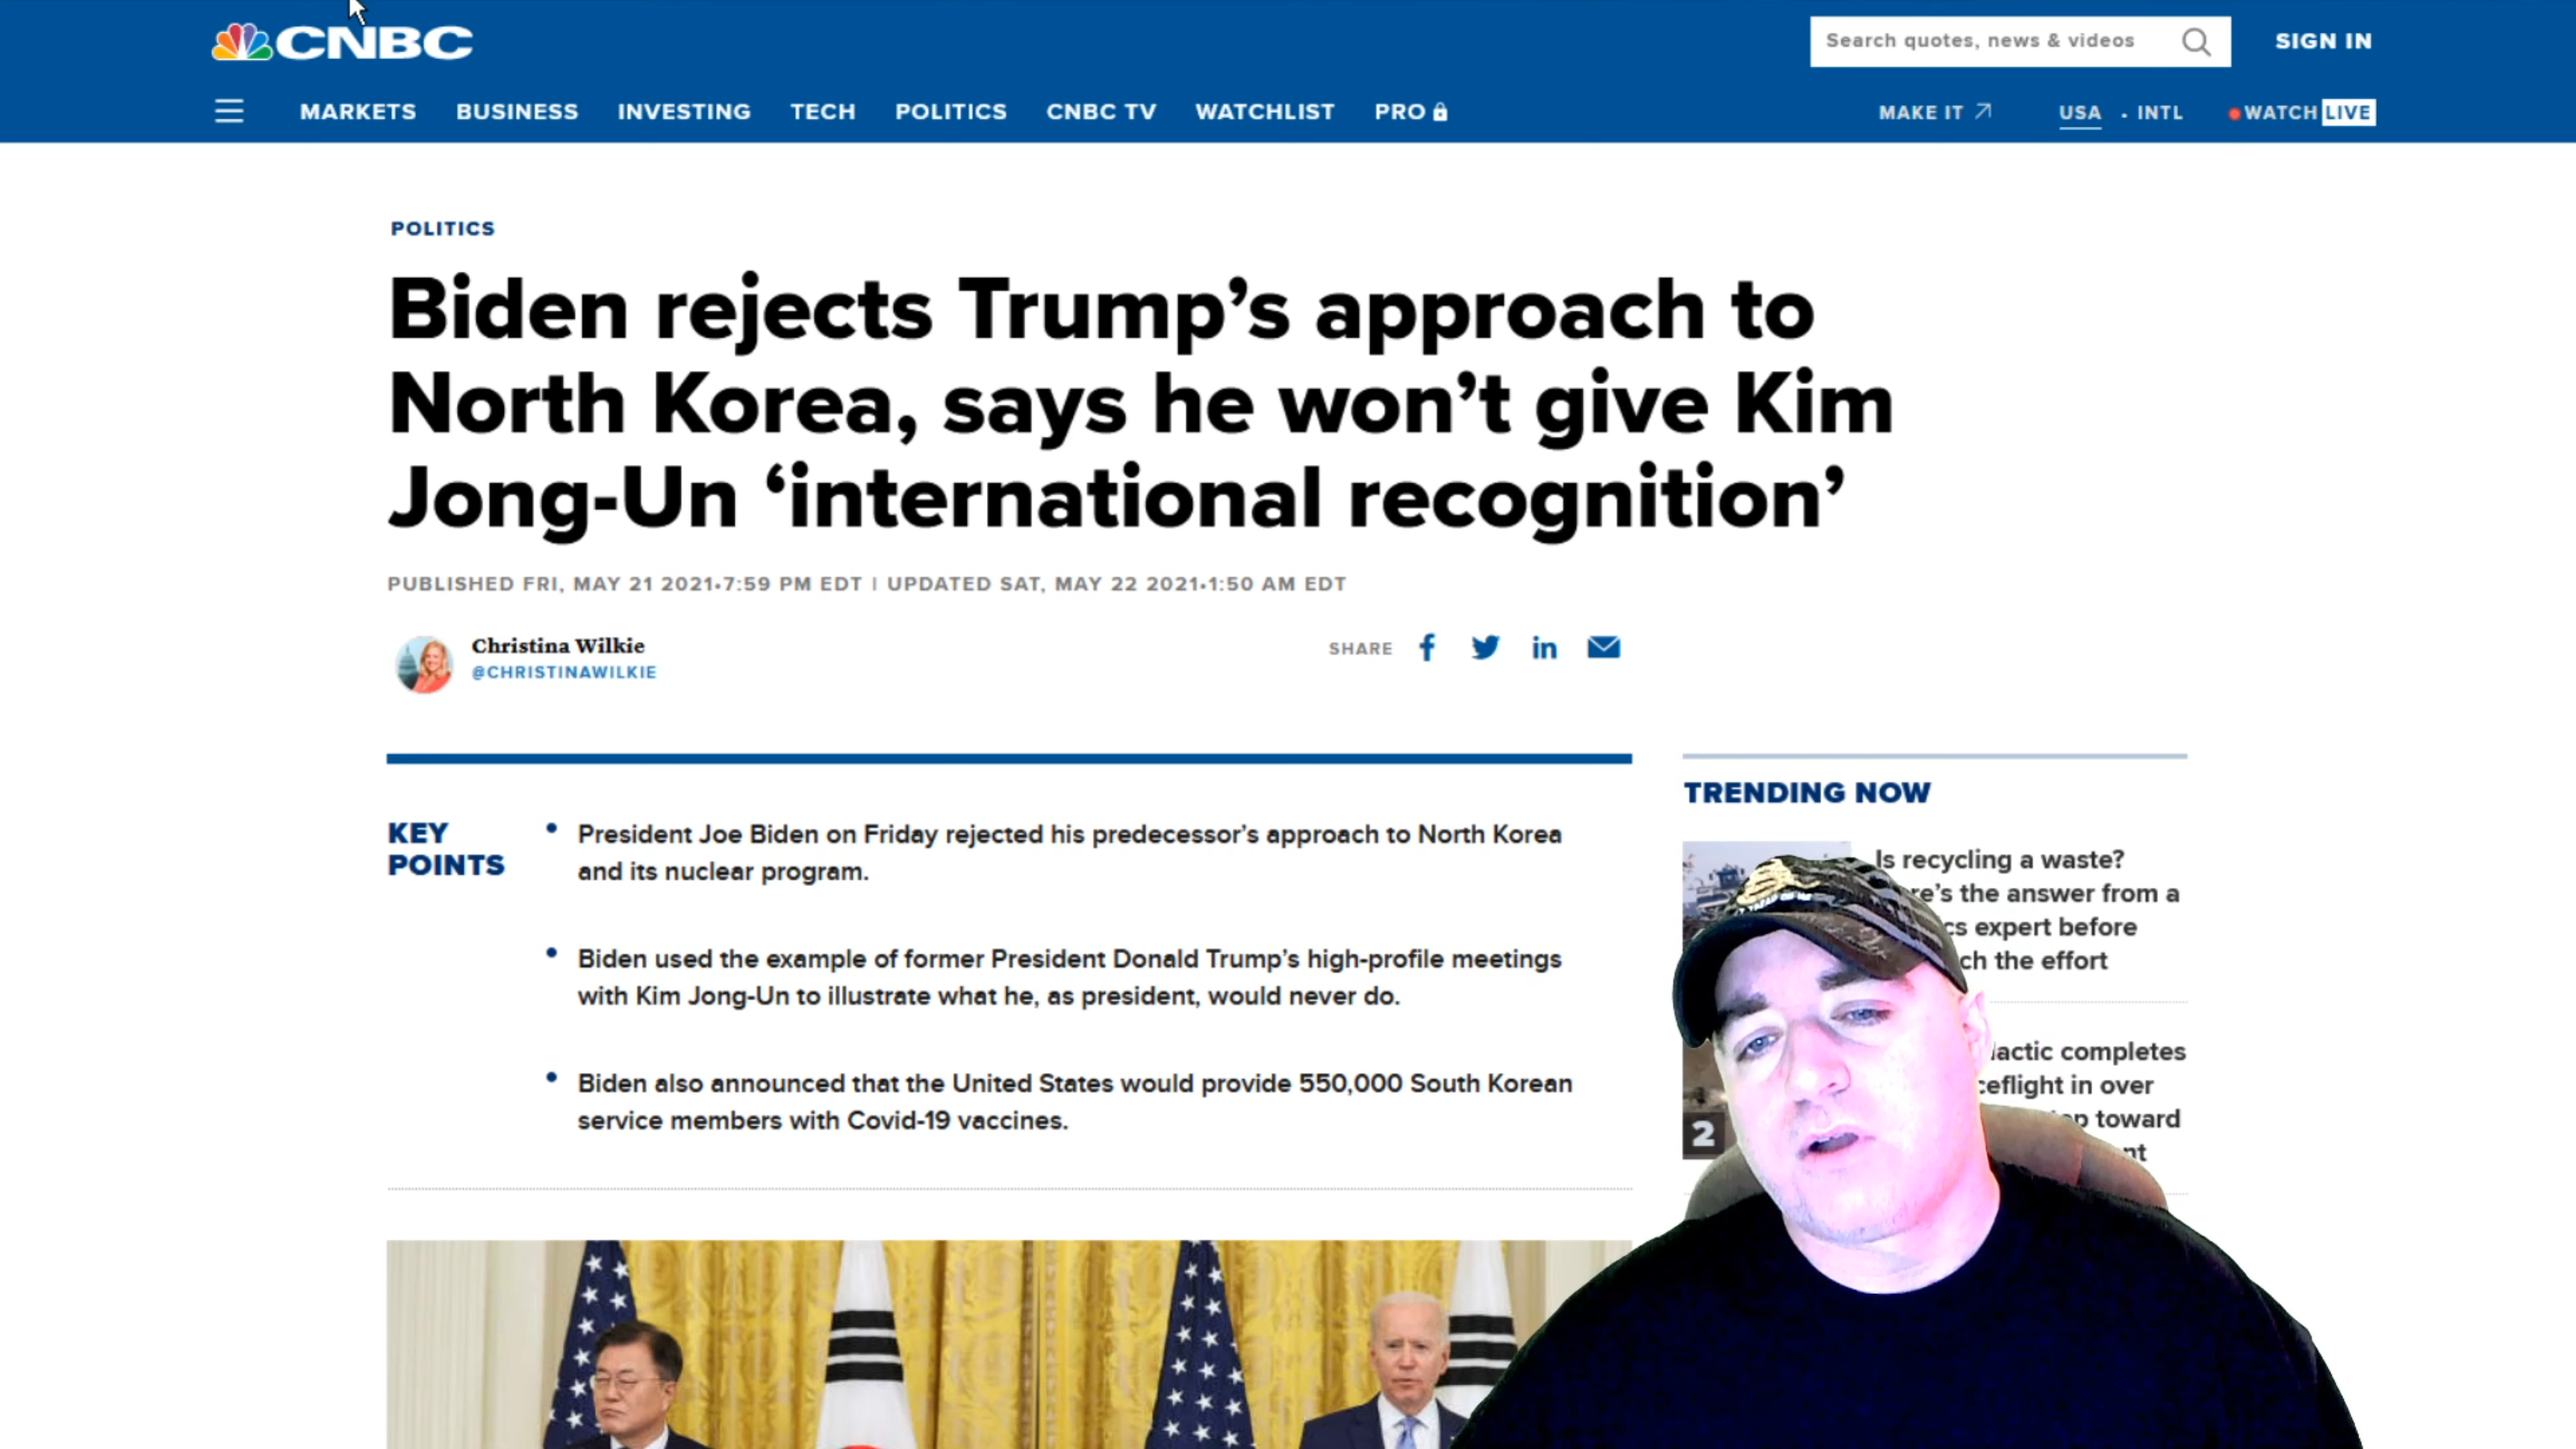 CNBC
Search quotes, news & videos
SIGN IN
MARKETS BUSINESS INVESTING TECH POLITICS CNBC TV WATCHLIST PRO
MAKE IT USA · INTL WATCH LIVE
POLITICS
Biden rejects Trump’s approach to
North Korea, says he won’t give Kim
Jong-Un ‘international recognition’
PUBLISHED FRI, MAY 21 2021•7:59 PM EDT | UPDATED SAT, MAY 22 2021•1:50 AM EDT
Christina Wilkie
@CHRISTINAWILKIE
SHARE
KEY
POINTS
• President Joe Biden on Friday rejected his predecessor’s approach to North Korea
and its nuclear program.
• Biden used the example of former President Donald Trump’s high-profile meetings
with Kim Jong-Un to illustrate what he, as president, would never do.
• Biden also announced that the United States would provide 550,000 South Korean
service members with Covid-19 vaccines.
TRENDING NOW
Is recycling a waste?
the answer from a
expert before
the effort
completes
in over
toward
2